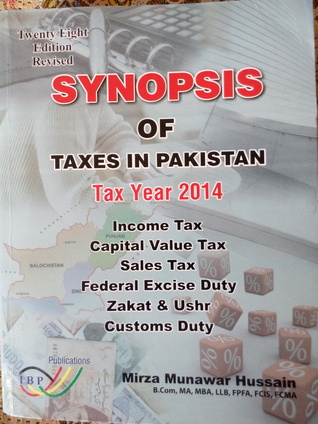 Twenty Eight
Edition
Revised
SYNOPSIS
OF
TAXES IN PAKISTAN
Tax Year 2014
Income Tax
Capital Value Tax
Sales Tax
Federal Excise Duty
Zakat & Ushr
Customs Duty
BALOCHISTAN
PUNJAB
Publications
IBP
Mirza Munawar Hussain
B.Com, MA, MBA, LLB, FPFA, FCIS, FCMA